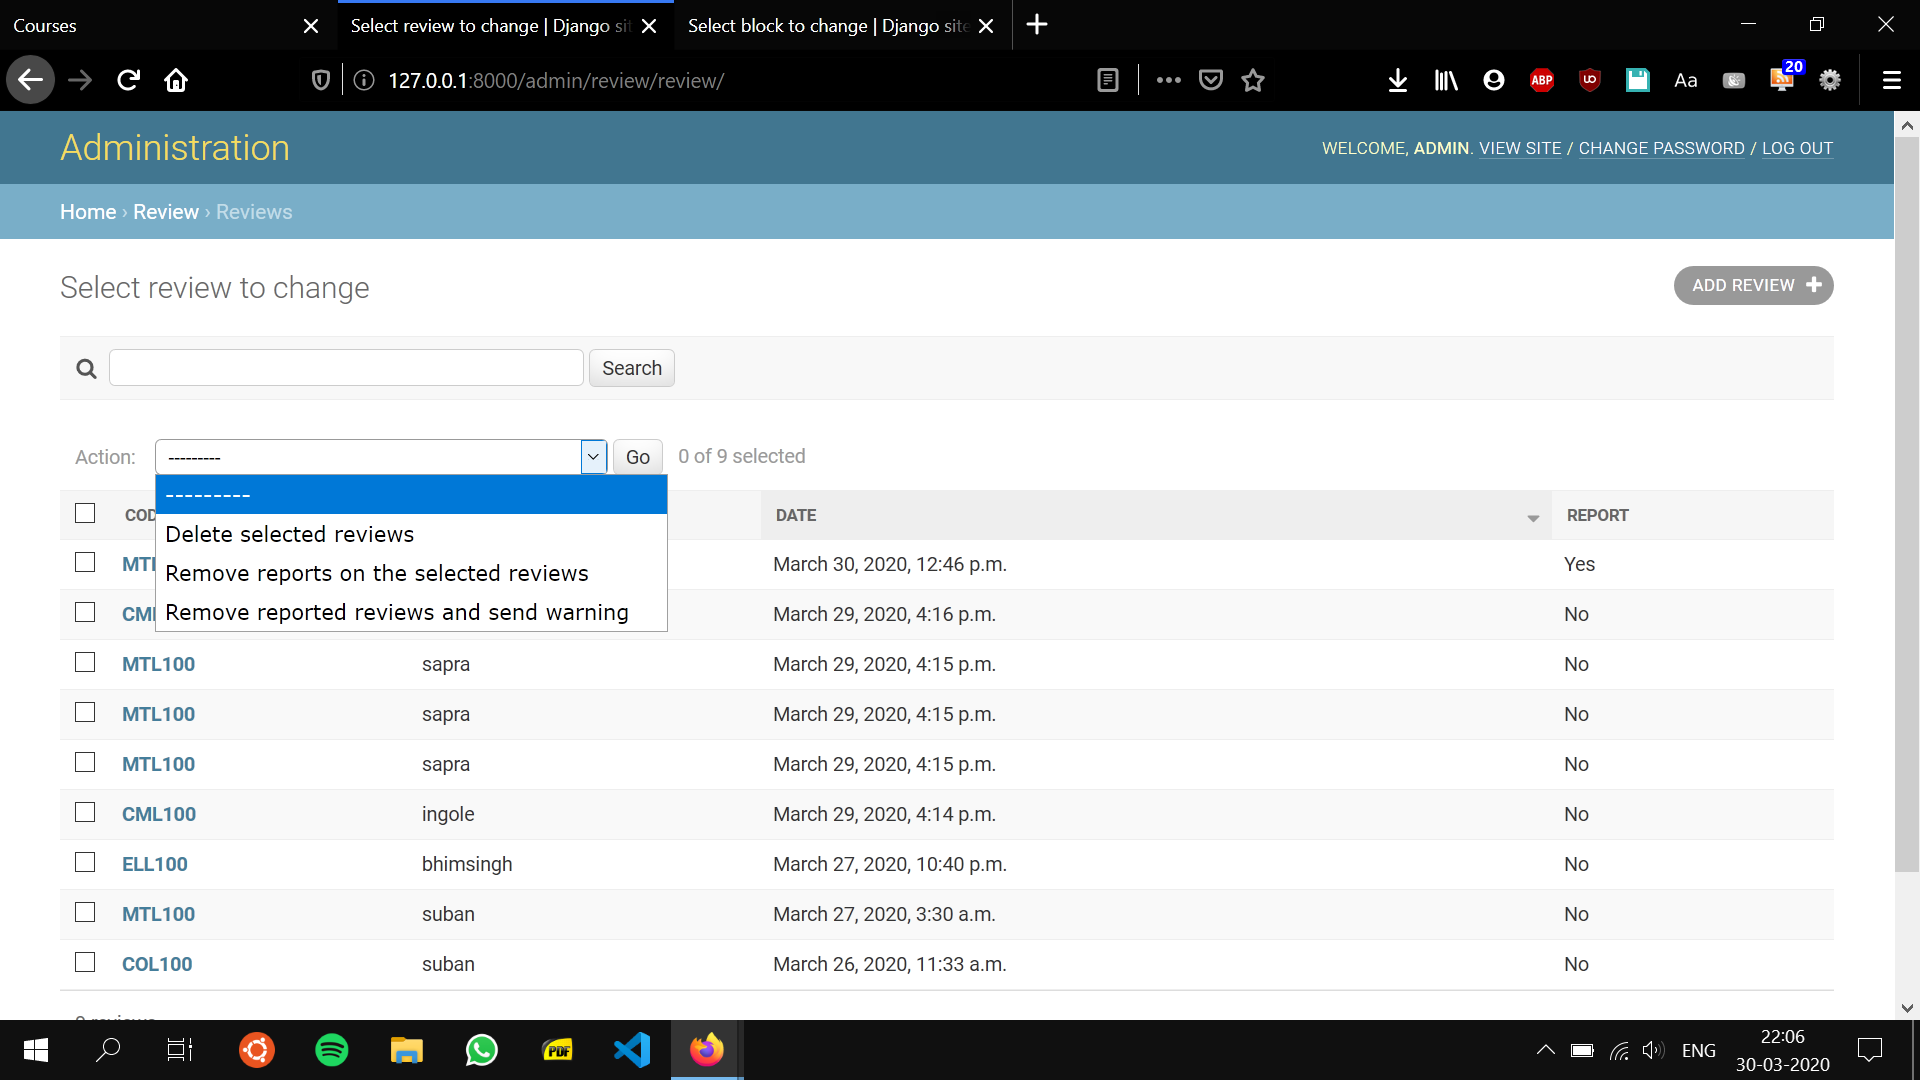 Courses
Select review to change | Django sit
Select block to change | Django site
127.0.0.1:8000/admin/review/review/
ABP
Aa
20
Administration
WELCOME, ADMIN. VIEW SITE / CHANGE PASSWORD / LOG OUT
Home › Review › Reviews
Select review to change
ADD REVIEW
Search
Action:
---------
Go
0 of 9 selected
---------
Delete selected reviews
Remove reports on the selected reviews
Remove reported reviews and send warning
COD
DATE
REPORT
MTL March 30, 2020, 12:46 p.m. Yes
CML March 29, 2020, 4:16 p.m. No
MTL100 sapra March 29, 2020, 4:15 p.m. No
MTL100 sapra March 29, 2020, 4:15 p.m. No
MTL100 sapra March 29, 2020, 4:15 p.m. No
CML100 ingole March 29, 2020, 4:14 p.m. No
ELL100 bhimsingh March 27, 2020, 10:40 p.m. No
MTL100 suban March 27, 2020, 3:30 a.m. No
COL100 suban March 26, 2020, 11:33 a.m. No
9 reviews
PDF
ENG
22:06
30-03-2020